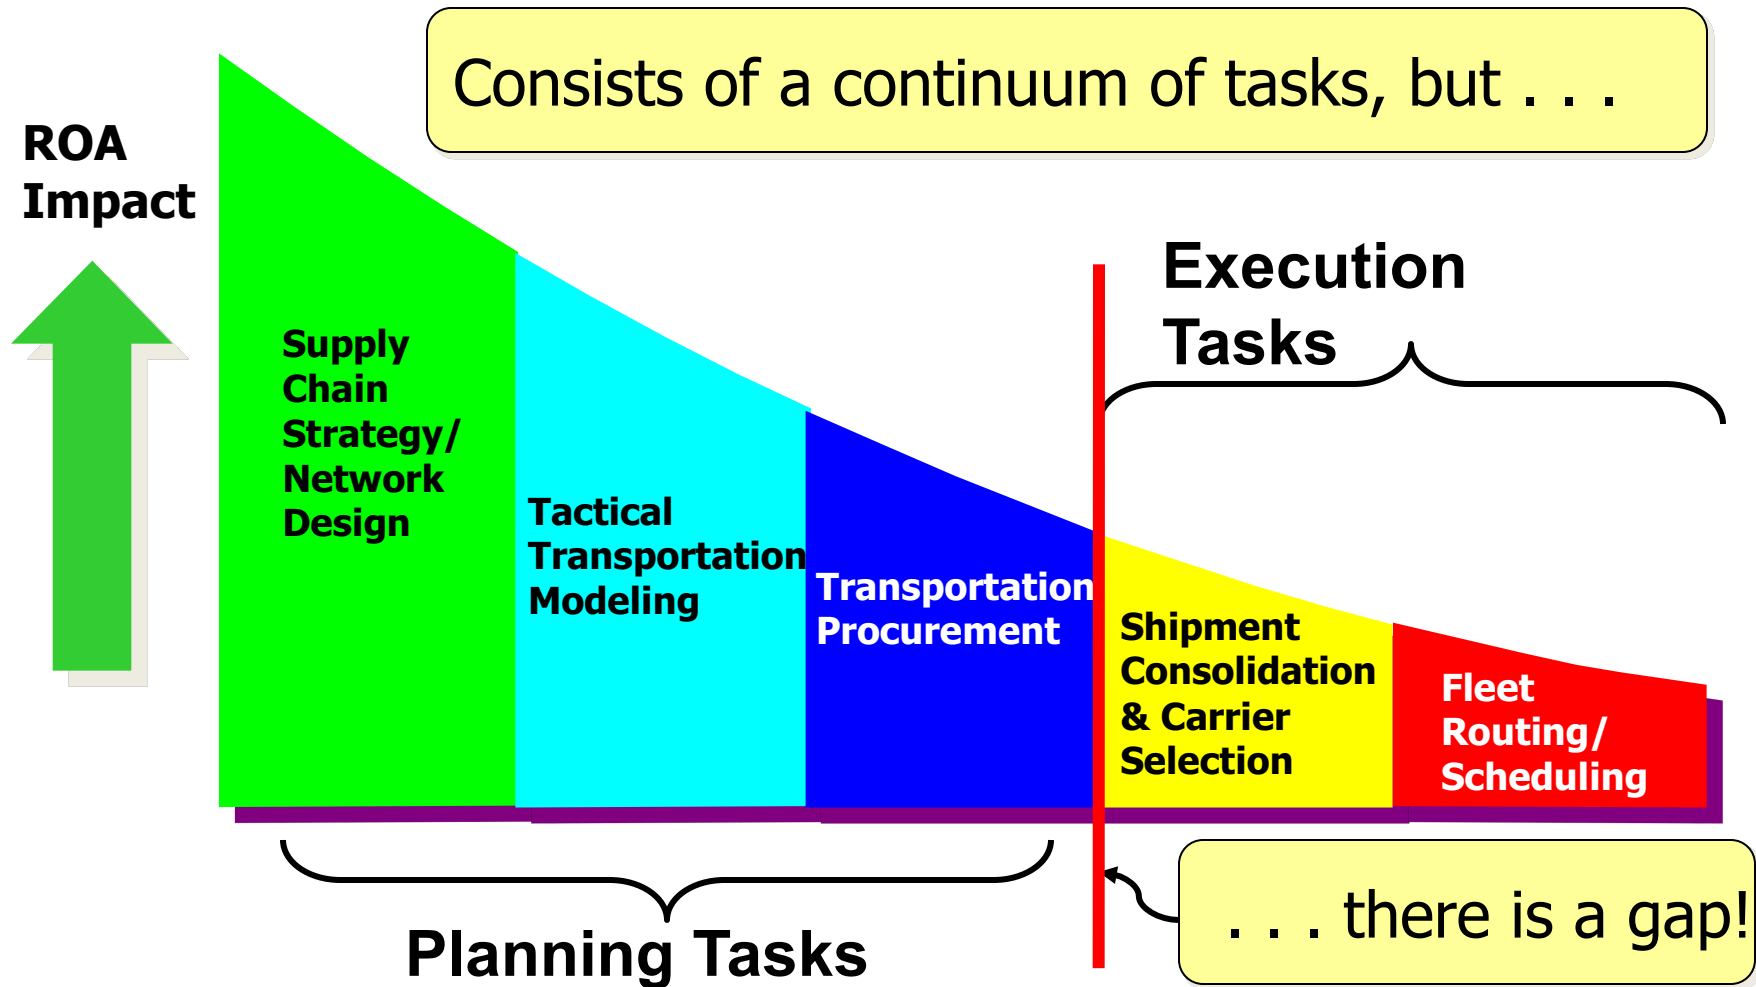 Consists of a continuum of tasks, but . . .
ROA
Impact
Execution
Tasks
Supply
Chain
Strategy/
Network
Design
Tactical
Transportation
Modeling
Transportation
Procurement
Shipment
Consolidation
& Carrier
Selection
Fleet
Routing/
Scheduling
Planning Tasks
. . . there is a gap!